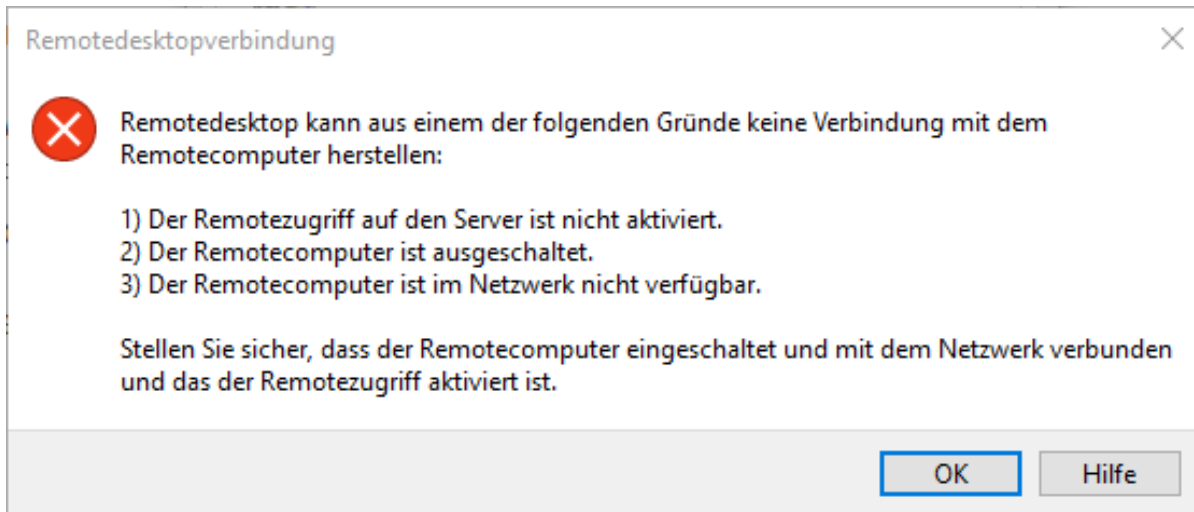 Remotedesktopverbindung
Remotedesktop kann aus einem der folgenden Gründe keine Verbindung mit dem
Remotecomputer herstellen:
1) Der Remotezugriff auf den Server ist nicht aktiviert.
2) Der Remotecomputer ist ausgeschaltet.
3) Der Remotecomputer ist im Netzwerk nicht verfügbar.
Stellen Sie sicher, dass der Remotecomputer eingeschaltet und mit dem Netzwerk verbunden
und das der Remotezugriff aktiviert ist.
OK Hilfe